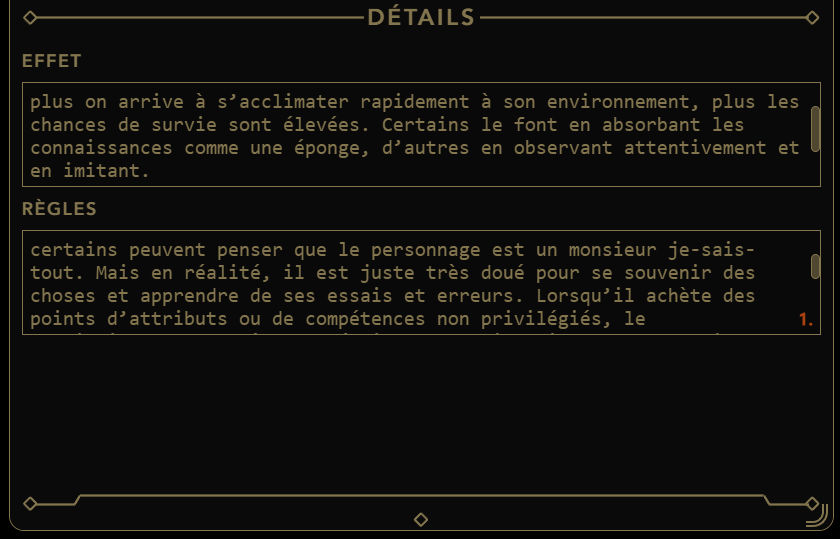 DÉTAILS
EFFET
plus on arrive à s’acclimater rapidement à son environnement, plus les
chances de survie sont élevées. Certains le font en absorbant les
connaissances comme une éponge, d’autres en observant attentivement et
en imitant.
RÈGLES
certains peuvent penser que le personnage est un monsieur je-sais-
tout. Mais en réalité, il est juste très doué pour se souvenir des
choses et apprendre de ses essais et erreurs. Lorsqu’il achète des
points d’attributs ou de compétences non privilégiés, le
1.